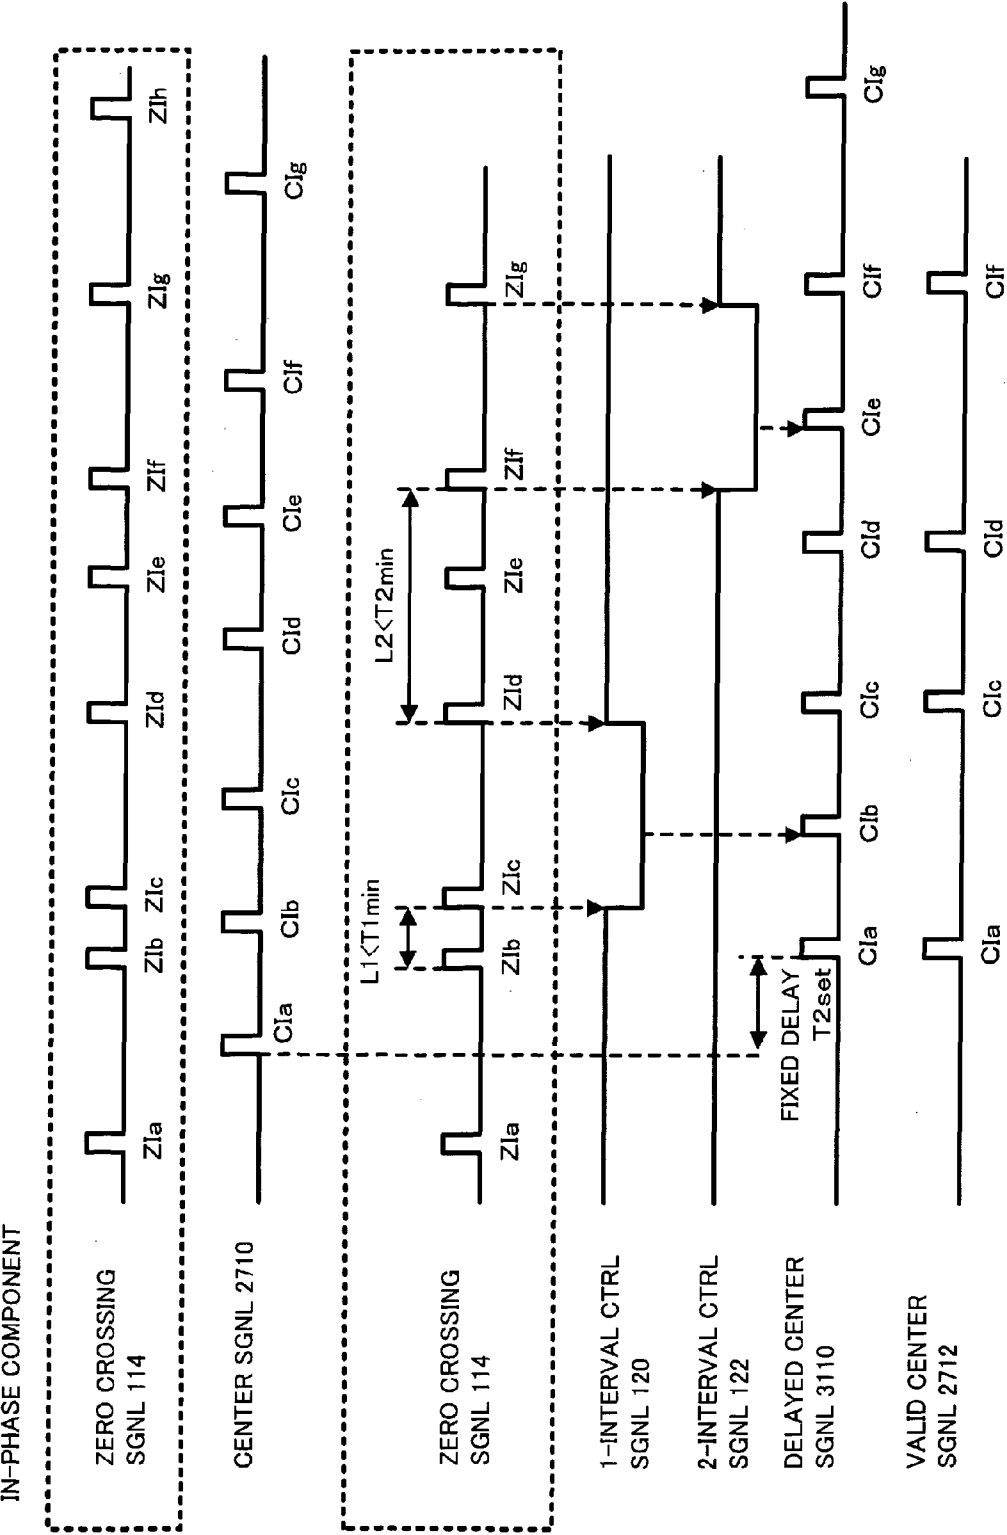 IN-PHASE COMPONENT
ZERO CROSSING
SGNL 114
ZIa
ZIb
ZIc
ZId
ZIe
ZIf
ZIg
ZIh
CENTER SGNL 2710
CIa
CIb
CIc
CId
CIe
CIf
CIg
L1<T1min
L2<T2min
ZERO CROSSING
SGNL 114
ZIa
ZIb
ZIc
ZId
ZIe
ZIf
ZIg
1-INTERVAL CTRL
SGNL 120
2-INTERVAL CTRL
SGNL 122
FIXED DELAY
T2set
DELAYED CENTER
SGNL 3110
CIa
CIb
CIc
CId
CIe
CIf
CIg
VALID CENTER
SGNL 2712
CIa
CIc
CId
CIf